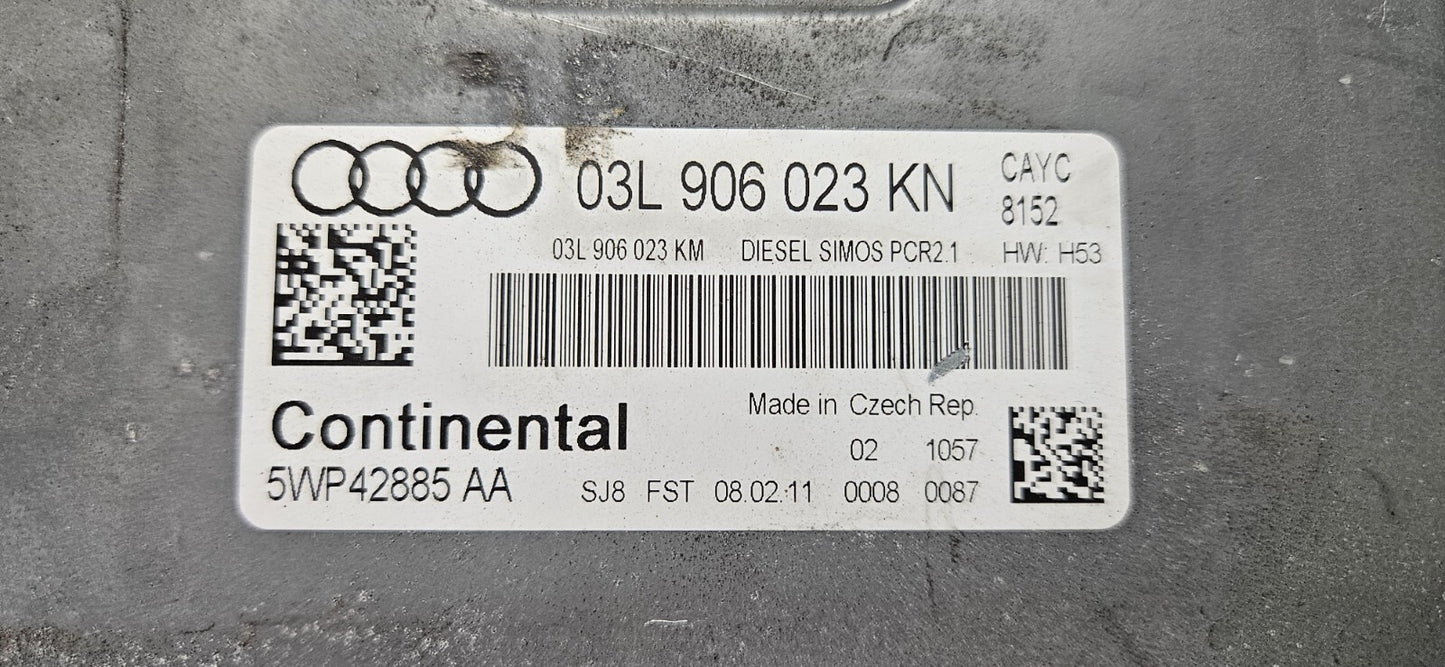 03L 906 023 KN
CAYC
8152
03L 906 023 KM DIESEL SIMOS PCR2.1 HW: H53
Made in Czech Rep.
Continental
02 1057
5WP42885 AA
SJ8 FST 08.02.11 0008 0087